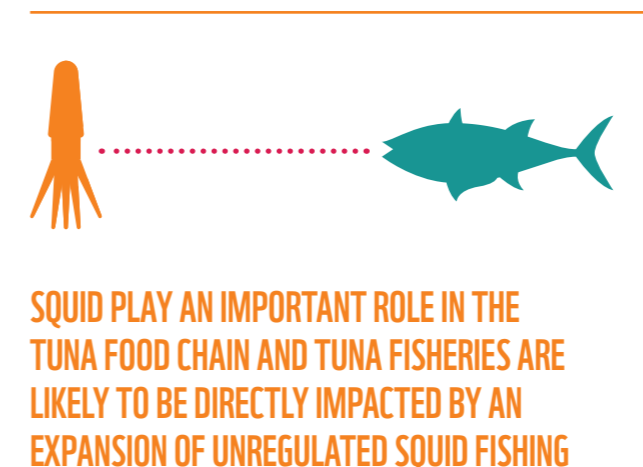 SQUID PLAY AN IMPORTANT ROLE IN THE
TUNA FOOD CHAIN AND TUNA FISHERIES ARE
LIKELY TO BE DIRECTLY IMPACTED BY AN
EXPANSION OF UNREGULATED SQUID FISHING